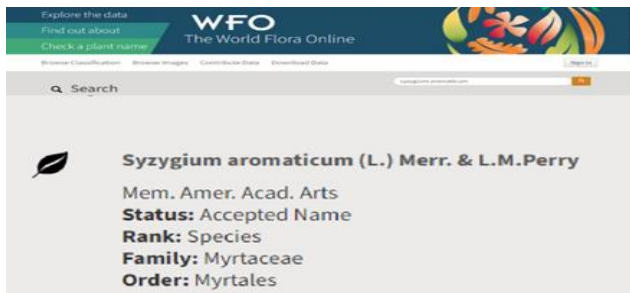 Explore the data
Find out about
Check a plant name
WFO
The World Flora Online
Browse Classification Browse Images Contribute Data Download Data
Sign In
Search
syzygium aromaticum
Syzygium aromaticum (L.) Merr. & L.M.Perry
Mem. Amer. Acad. Arts
Status: Accepted Name
Rank: Species
Family: Myrtaceae
Order: Myrtales